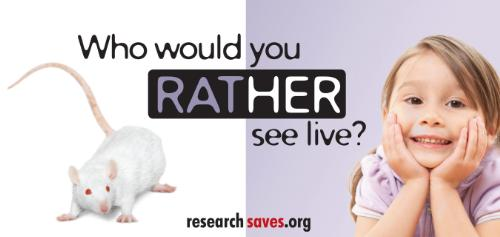 Who would you
RATHER
see live?
researchsaves.org